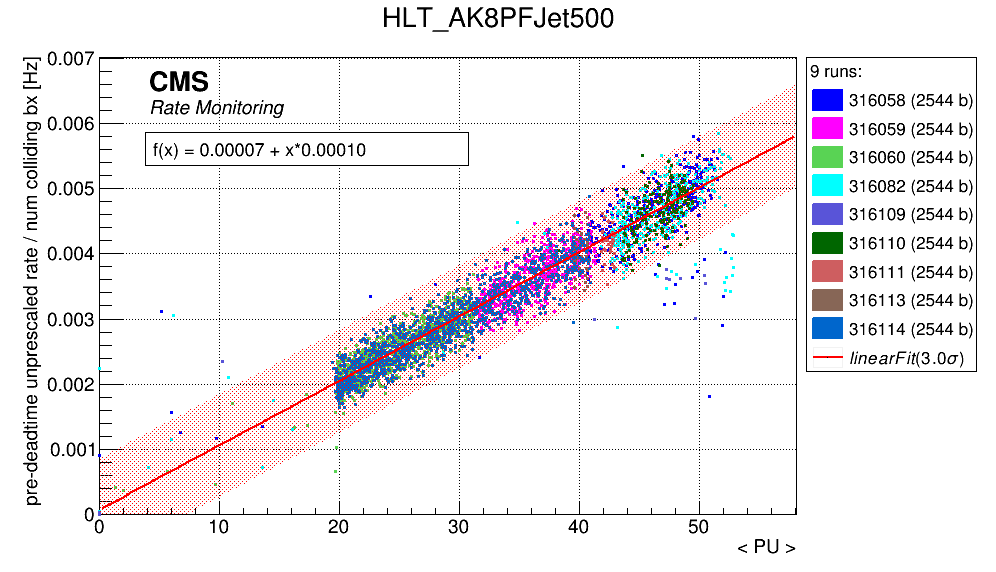 HLT_AK8PFJet500
pre-deadtime unprescaled rate / num colliding bx [Hz]
0.007
0.006
0.005
0.004
0.003
0.002
0.001
0
CMS
Rate Monitoring
f(x) = 0.00007 + x*0.00010
0 10 20 30 40 50
< PU >
9 runs:
316058 (2544 b)
316059 (2544 b)
316060 (2544 b)
316082 (2544 b)
316109 (2544 b)
316110 (2544 b)
316111 (2544 b)
316113 (2544 b)
316114 (2544 b)
linearFit(3.0σ)